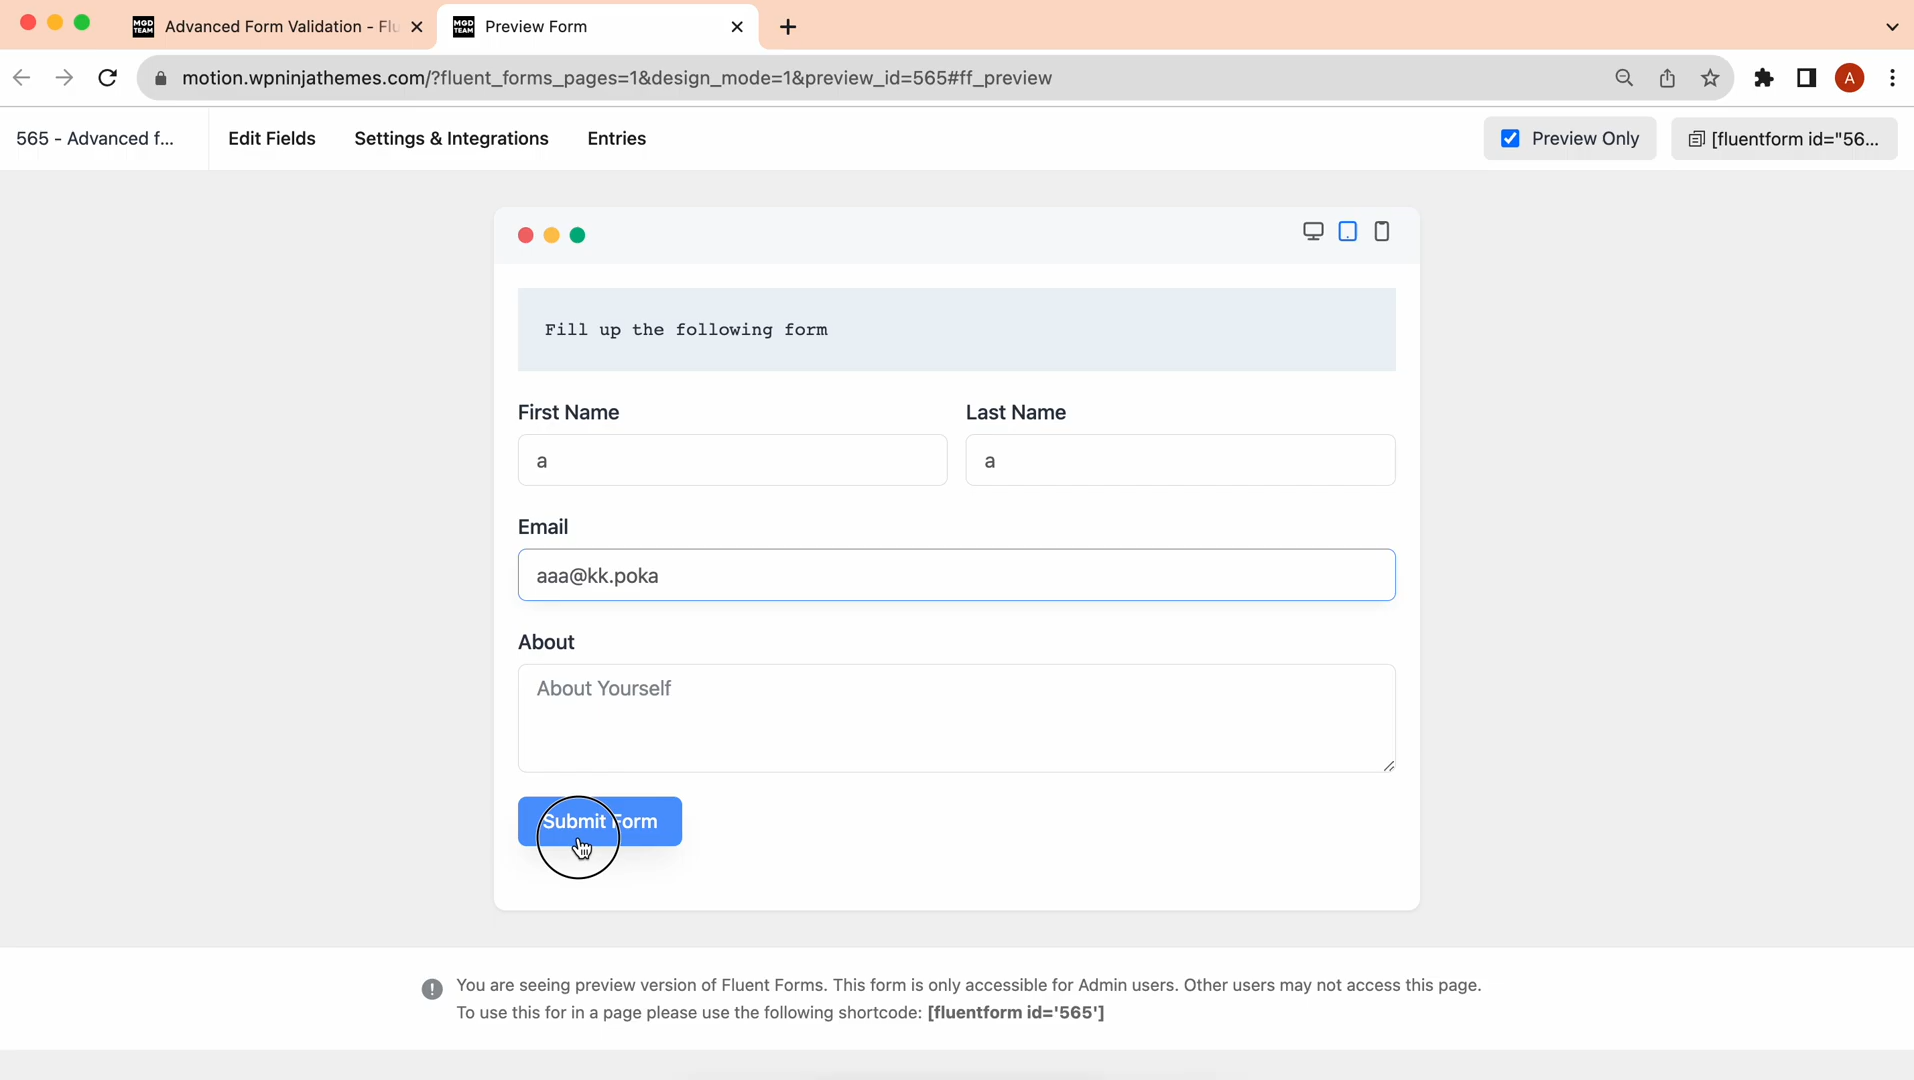 MGD TEAM Advanced Form Validation - Flu
MGD TEAM Preview Form
motion.wpninjathemes.com/?fluent_forms_pages=1&design_mode=1&preview_id=565#ff_preview
A
565 - Advanced f... Edit Fields Settings & Integrations Entries Preview Only [fluentform id="56...
Fill up the following form
First Name Last Name
a a
Email
aaa@kk.poka
About
About Yourself
Submit Form
You are seeing preview version of Fluent Forms. This form is only accessible for Admin users. Other users may not access this page.
To use this for in a page please use the following shortcode: [fluentform id='565']